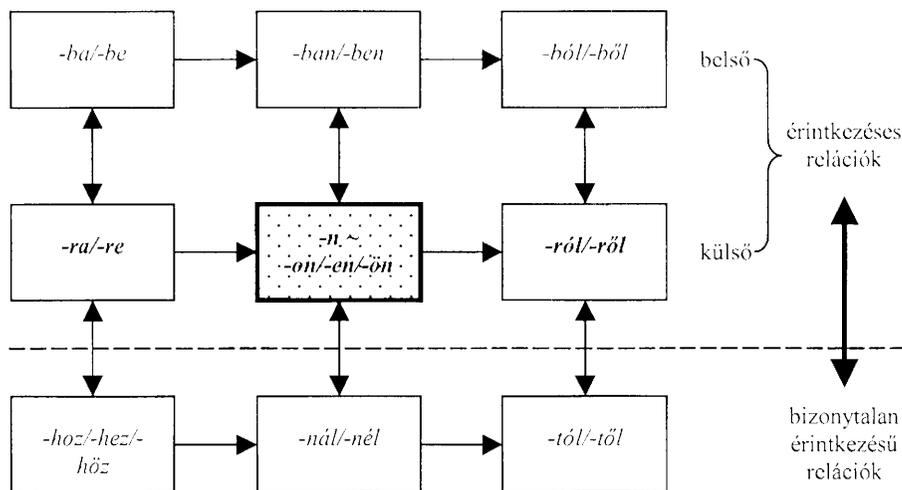 -ba/-be
-ban/-ben
-ból/-ből
belső
érintkezéses
relációk
-ra/-re
-n ~
-on/-en/-ön
-ról/-ről
külső
-hoz/-hez/-
höz
-nál/-nél
-tól/-től
bizonytalan
érintkezésű
relációk